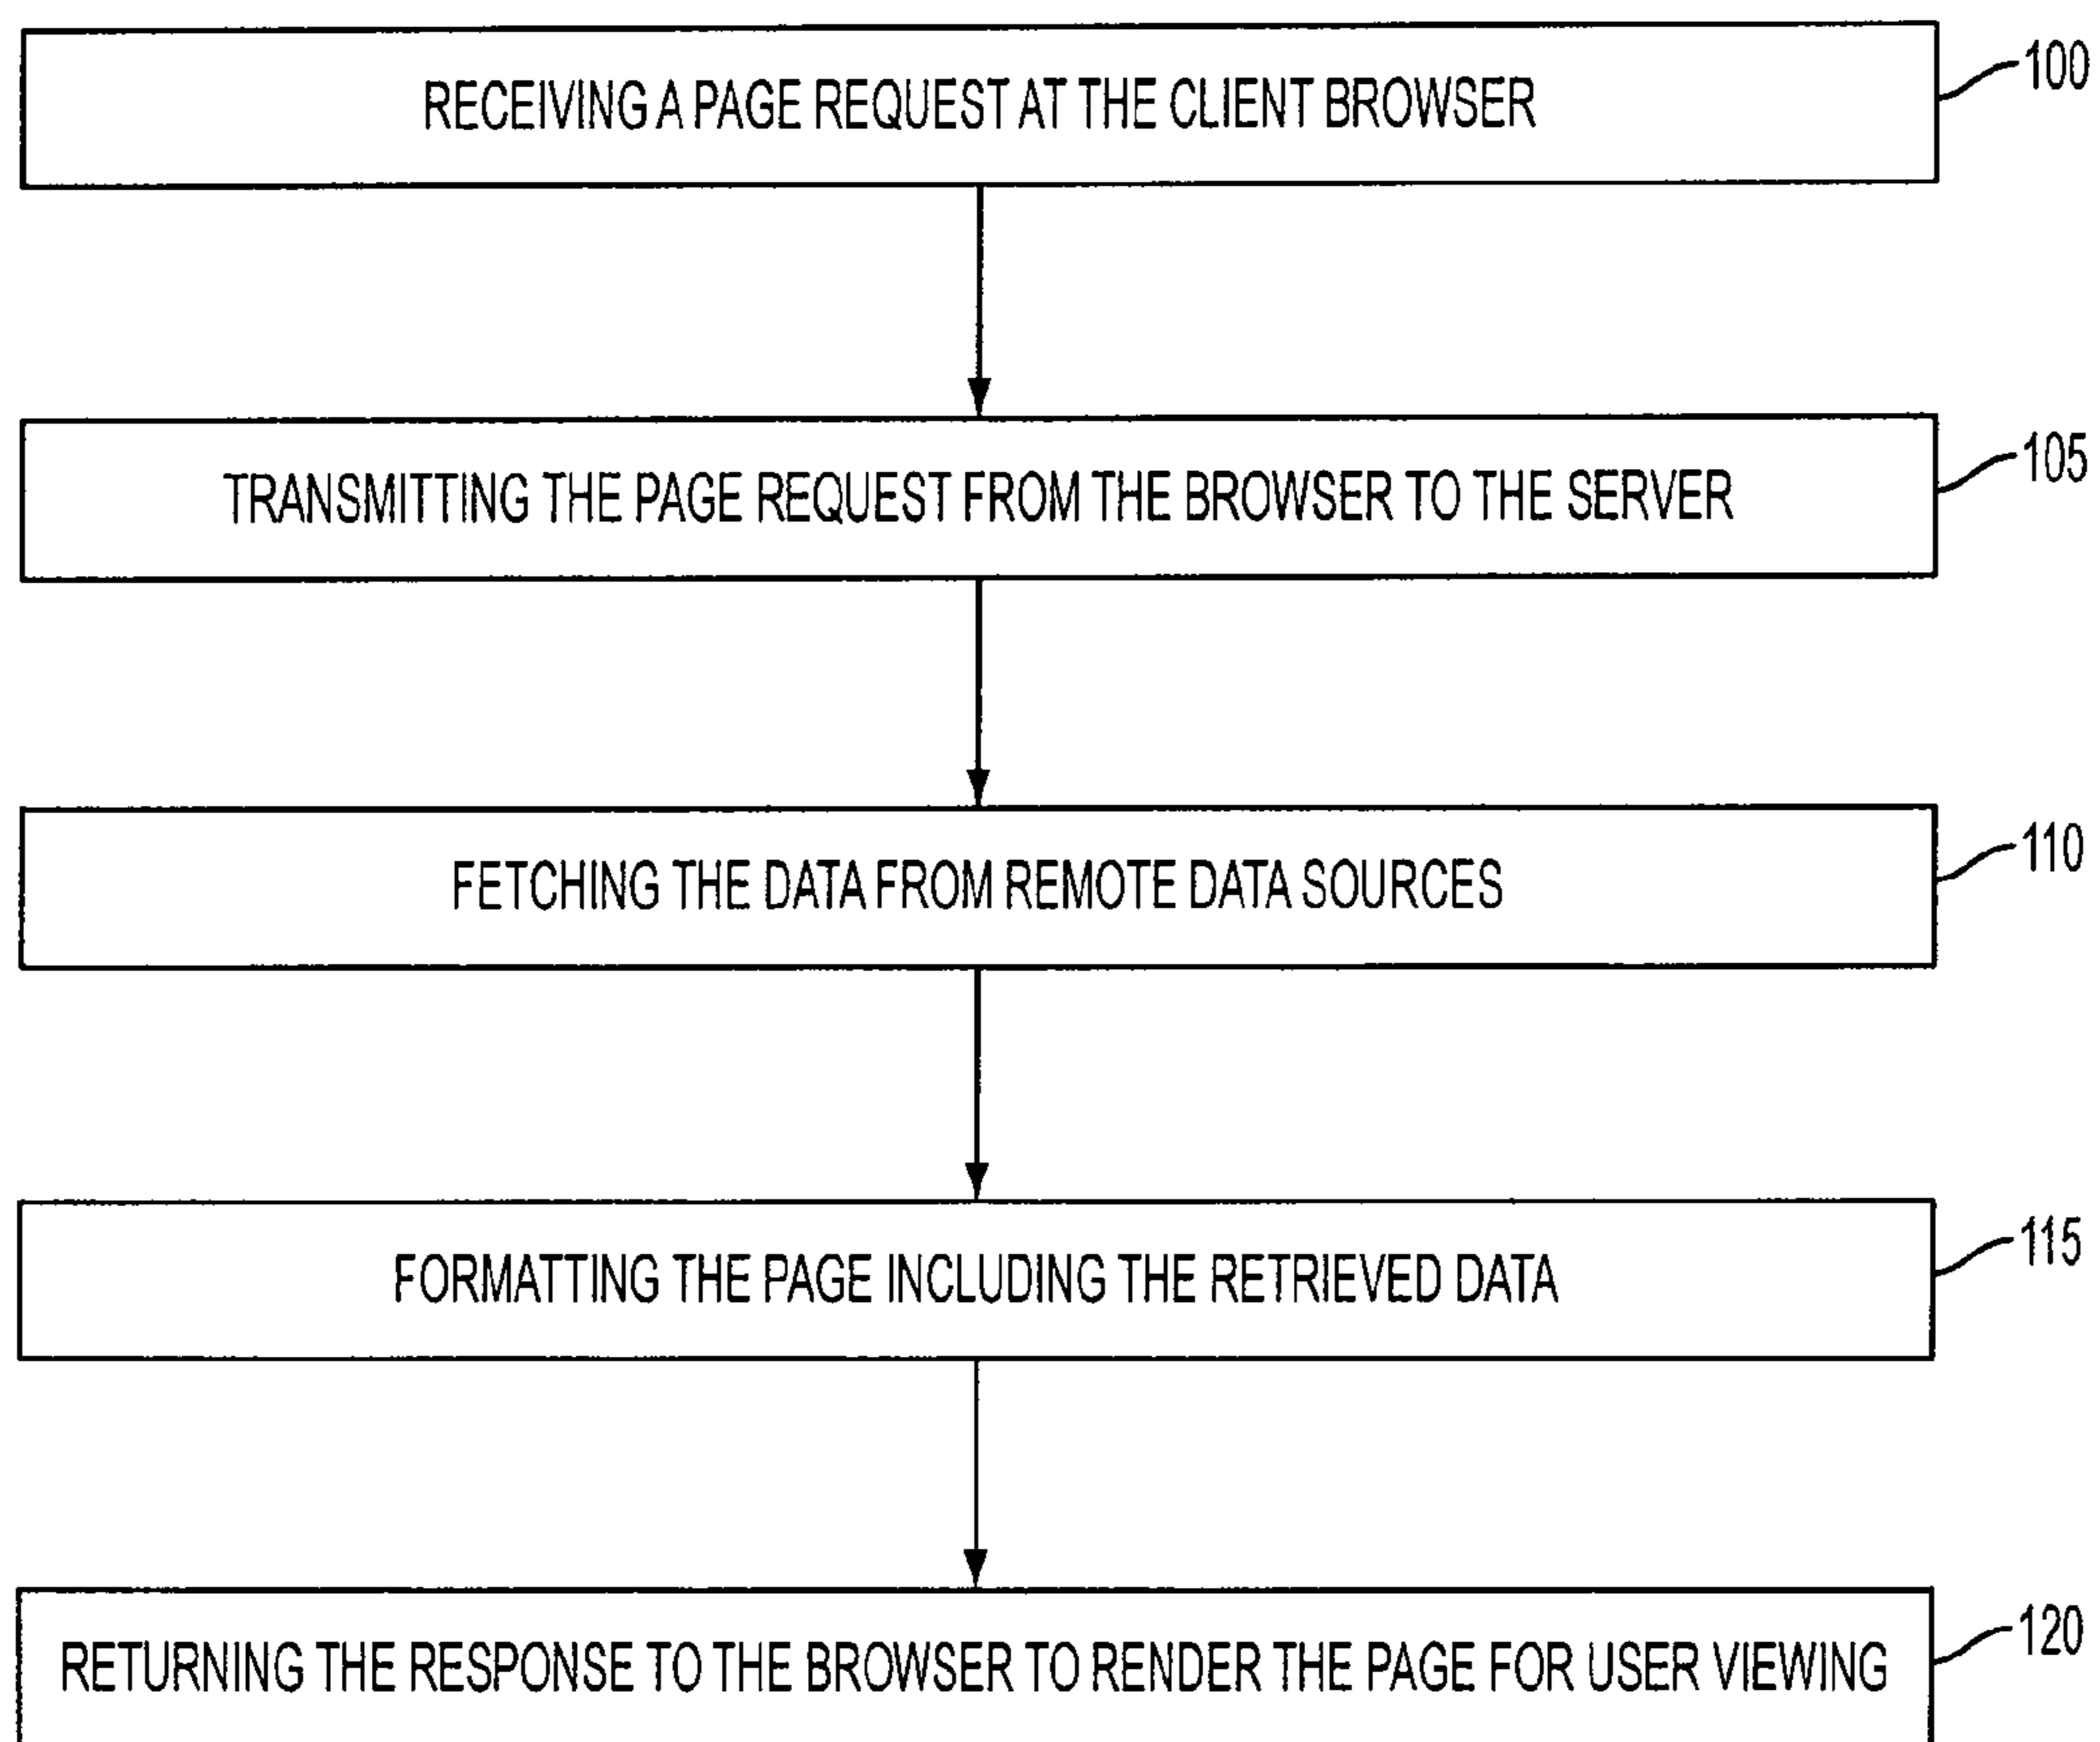 RECEIVING A PAGE REQUEST AT THE CLIENT BROWSER
100
TRANSMITTING THE PAGE REQUEST FROM THE BROWSER TO THE SERVER
105
FETCHING THE DATA FROM REMOTE DATA SOURCES
110
FORMATTING THE PAGE INCLUDING THE RETRIEVED DATA
115
RETURNING THE RESPONSE TO THE BROWSER TO RENDER THE PAGE FOR USER VIEWING
120